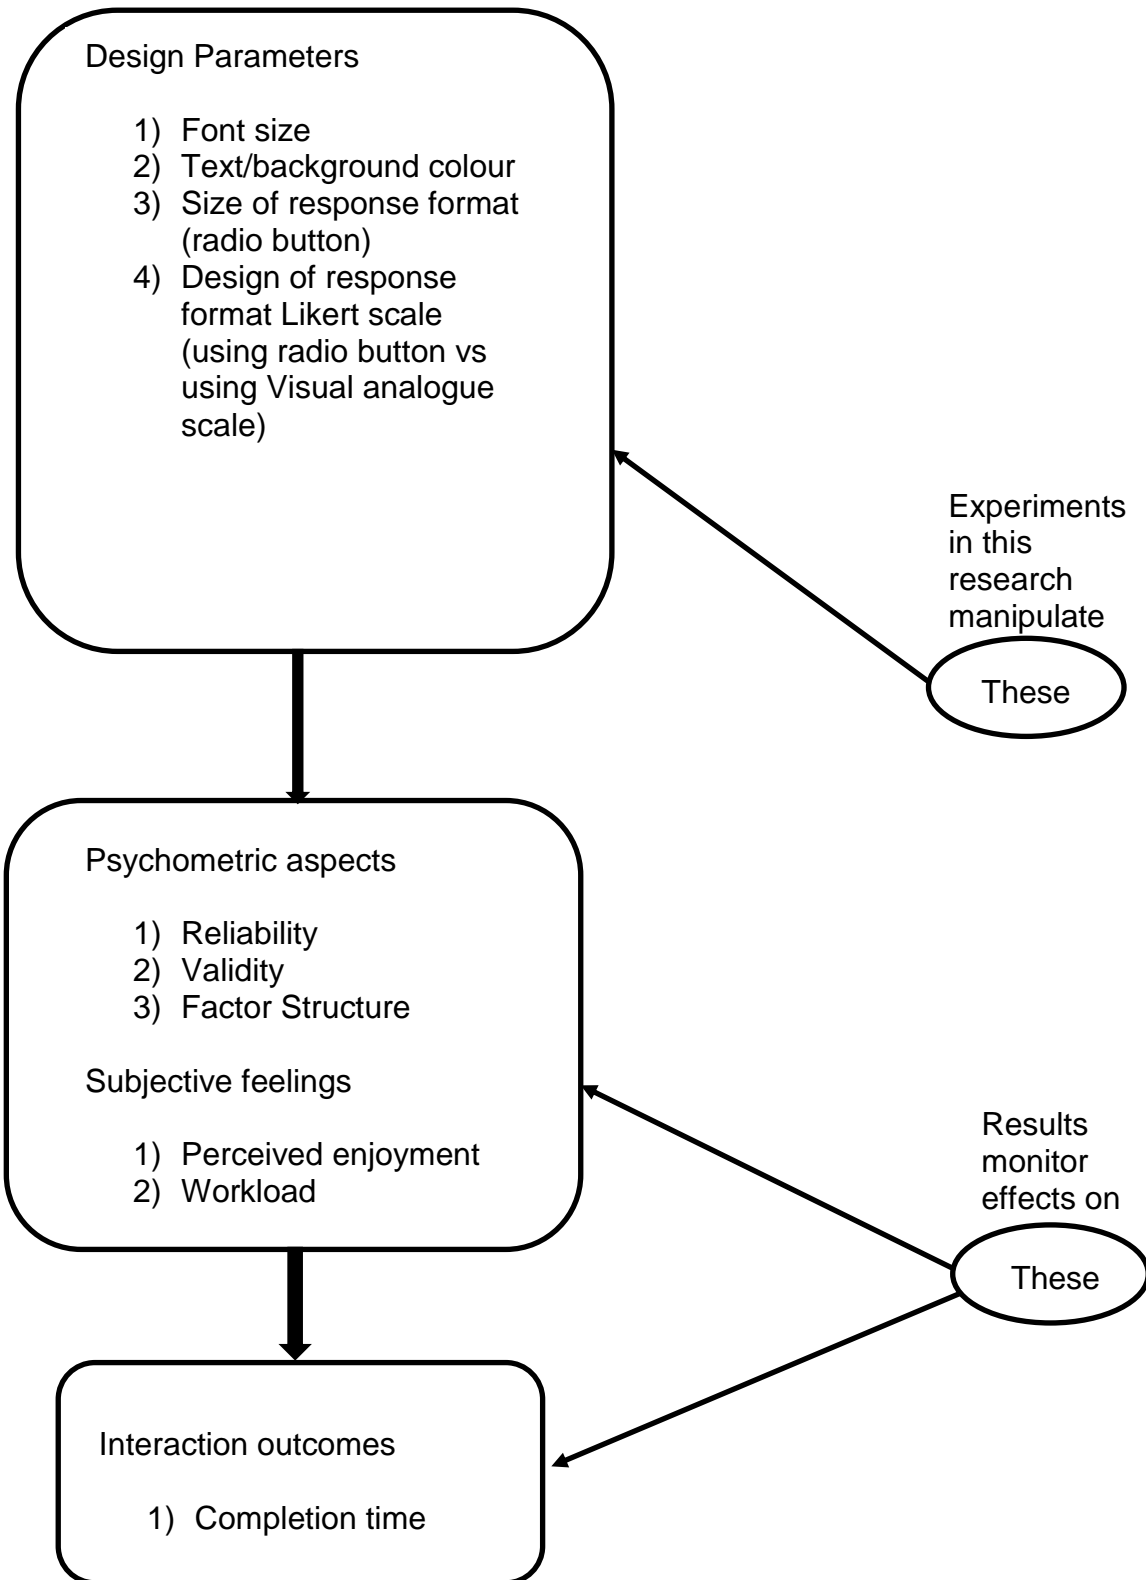 Design Parameters
1) Font size
2) Text/background colour
3) Size of response format
(radio button)
4) Design of response
format Likert scale
(using radio button vs
using Visual analogue
scale)
Experiments
in this
research
manipulate
These
Psychometric aspects
1) Reliability
2) Validity
3) Factor Structure
Subjective feelings
1) Perceived enjoyment
2) Workload
Results
monitor
effects on
These
Interaction outcomes
1) Completion time